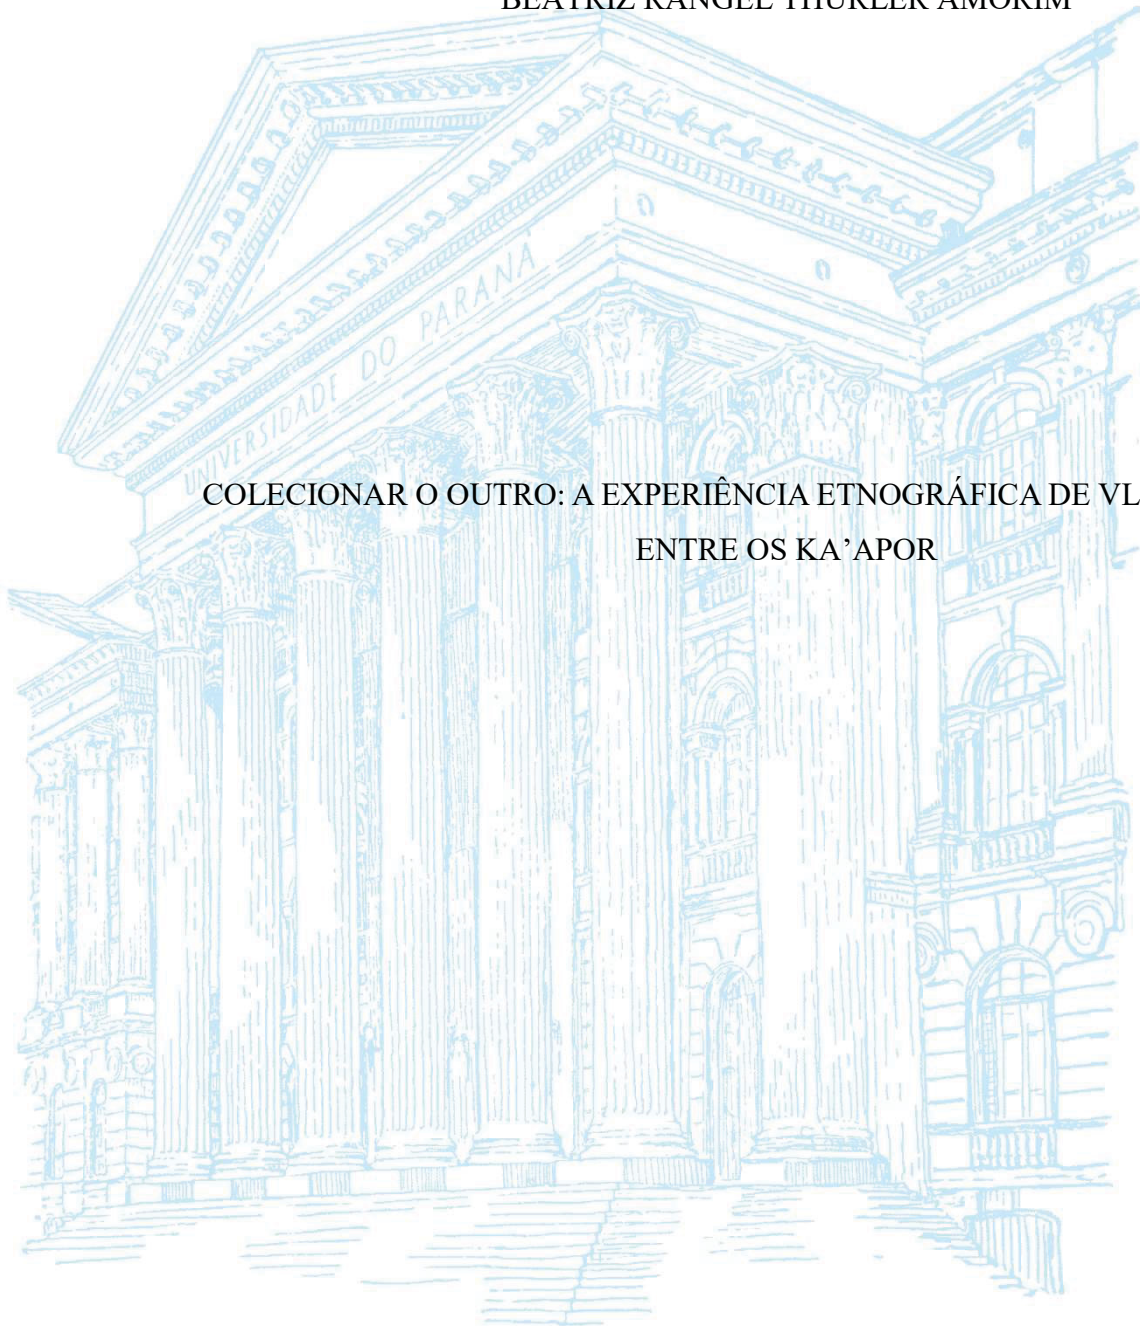 BEATRIZ RANGEL THURLER AMORIM
UNIVERSIDADE DO PARANÁ
COLECIONAR O OUTRO: A EXPERIÊNCIA ETNOGRÁFICA DE VL
ENTRE OS KA’APOR